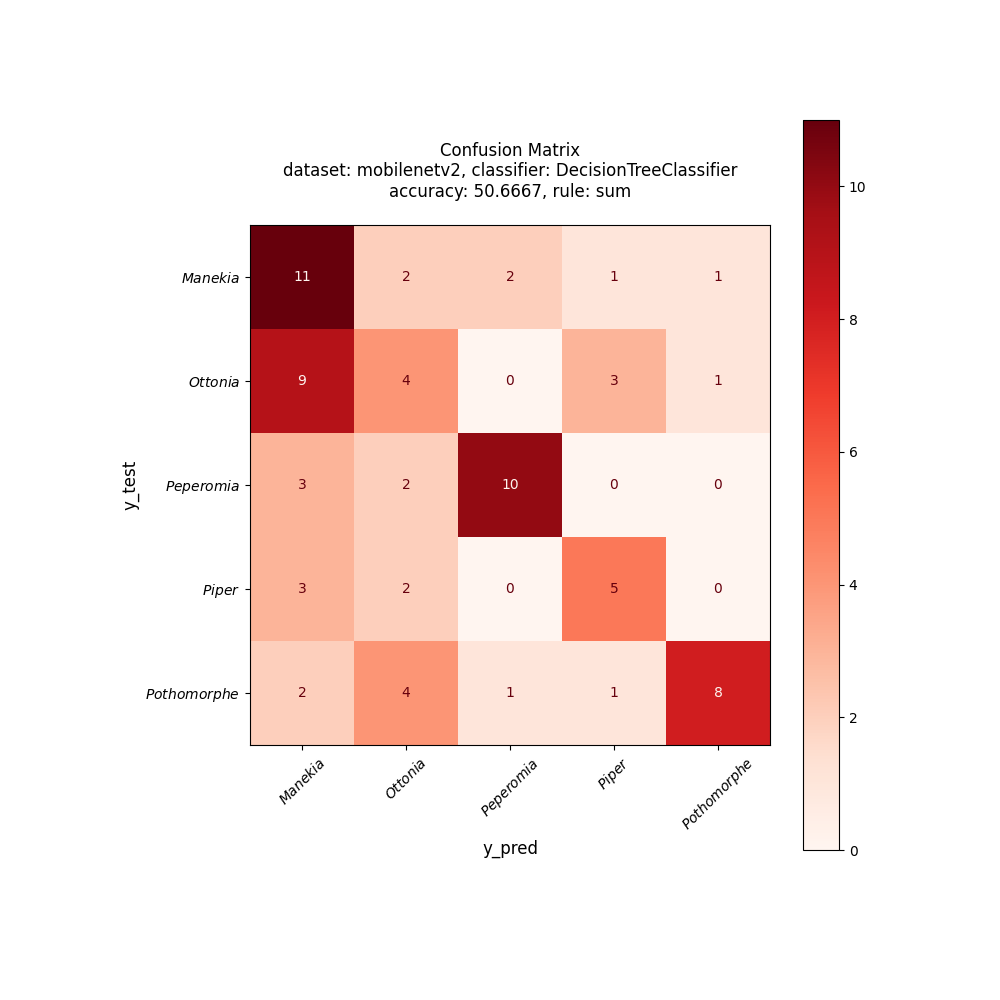 Confusion Matrix
dataset: mobilenetv2, classifier: DecisionTreeClassifier
accuracy: 50.6667, rule: sum
Manekia 11 2 2 1 1
Ottonia 9 4 0 3 1
Peperomia 3 2 10 0 0
Piper 3 2 0 5 0
Pothomorphe 2 4 1 1 8
Manekia Ottonia Peperomia Piper Pothomorphe
y_pred
y_test
10
8
6
4
2
0